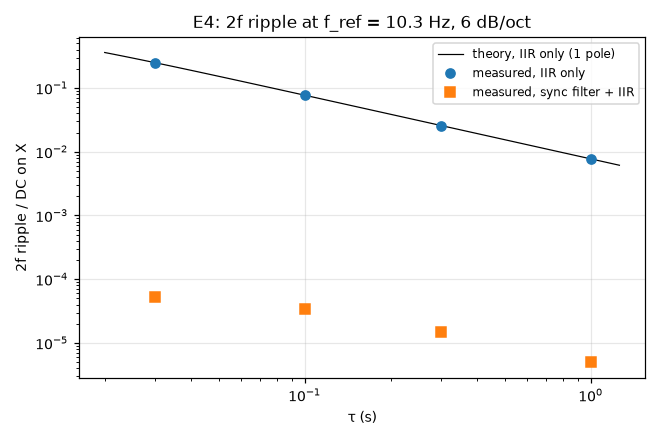 E4: 2f ripple at f_ref = 10.3 Hz, 6 dB/oct
theory, IIR only (1 pole)
measured, IIR only
measured, sync filter + IIR
2f ripple / DC on X
10⁻¹
10⁻²
10⁻³
10⁻⁴
10⁻⁵
10⁻¹
10⁰
τ (s)